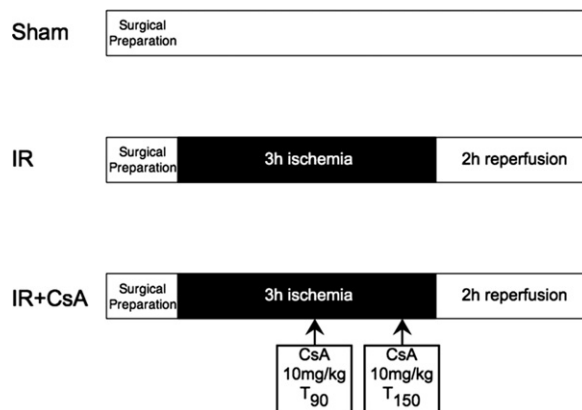 Sham
Surgical
Preparation
IR
Surgical
Preparation
3h ischemia
2h reperfusion
IR+CsA
Surgical
Preparation
3h ischemia
2h reperfusion
CsA
10mg/kg
T90
CsA
10mg/kg
T150